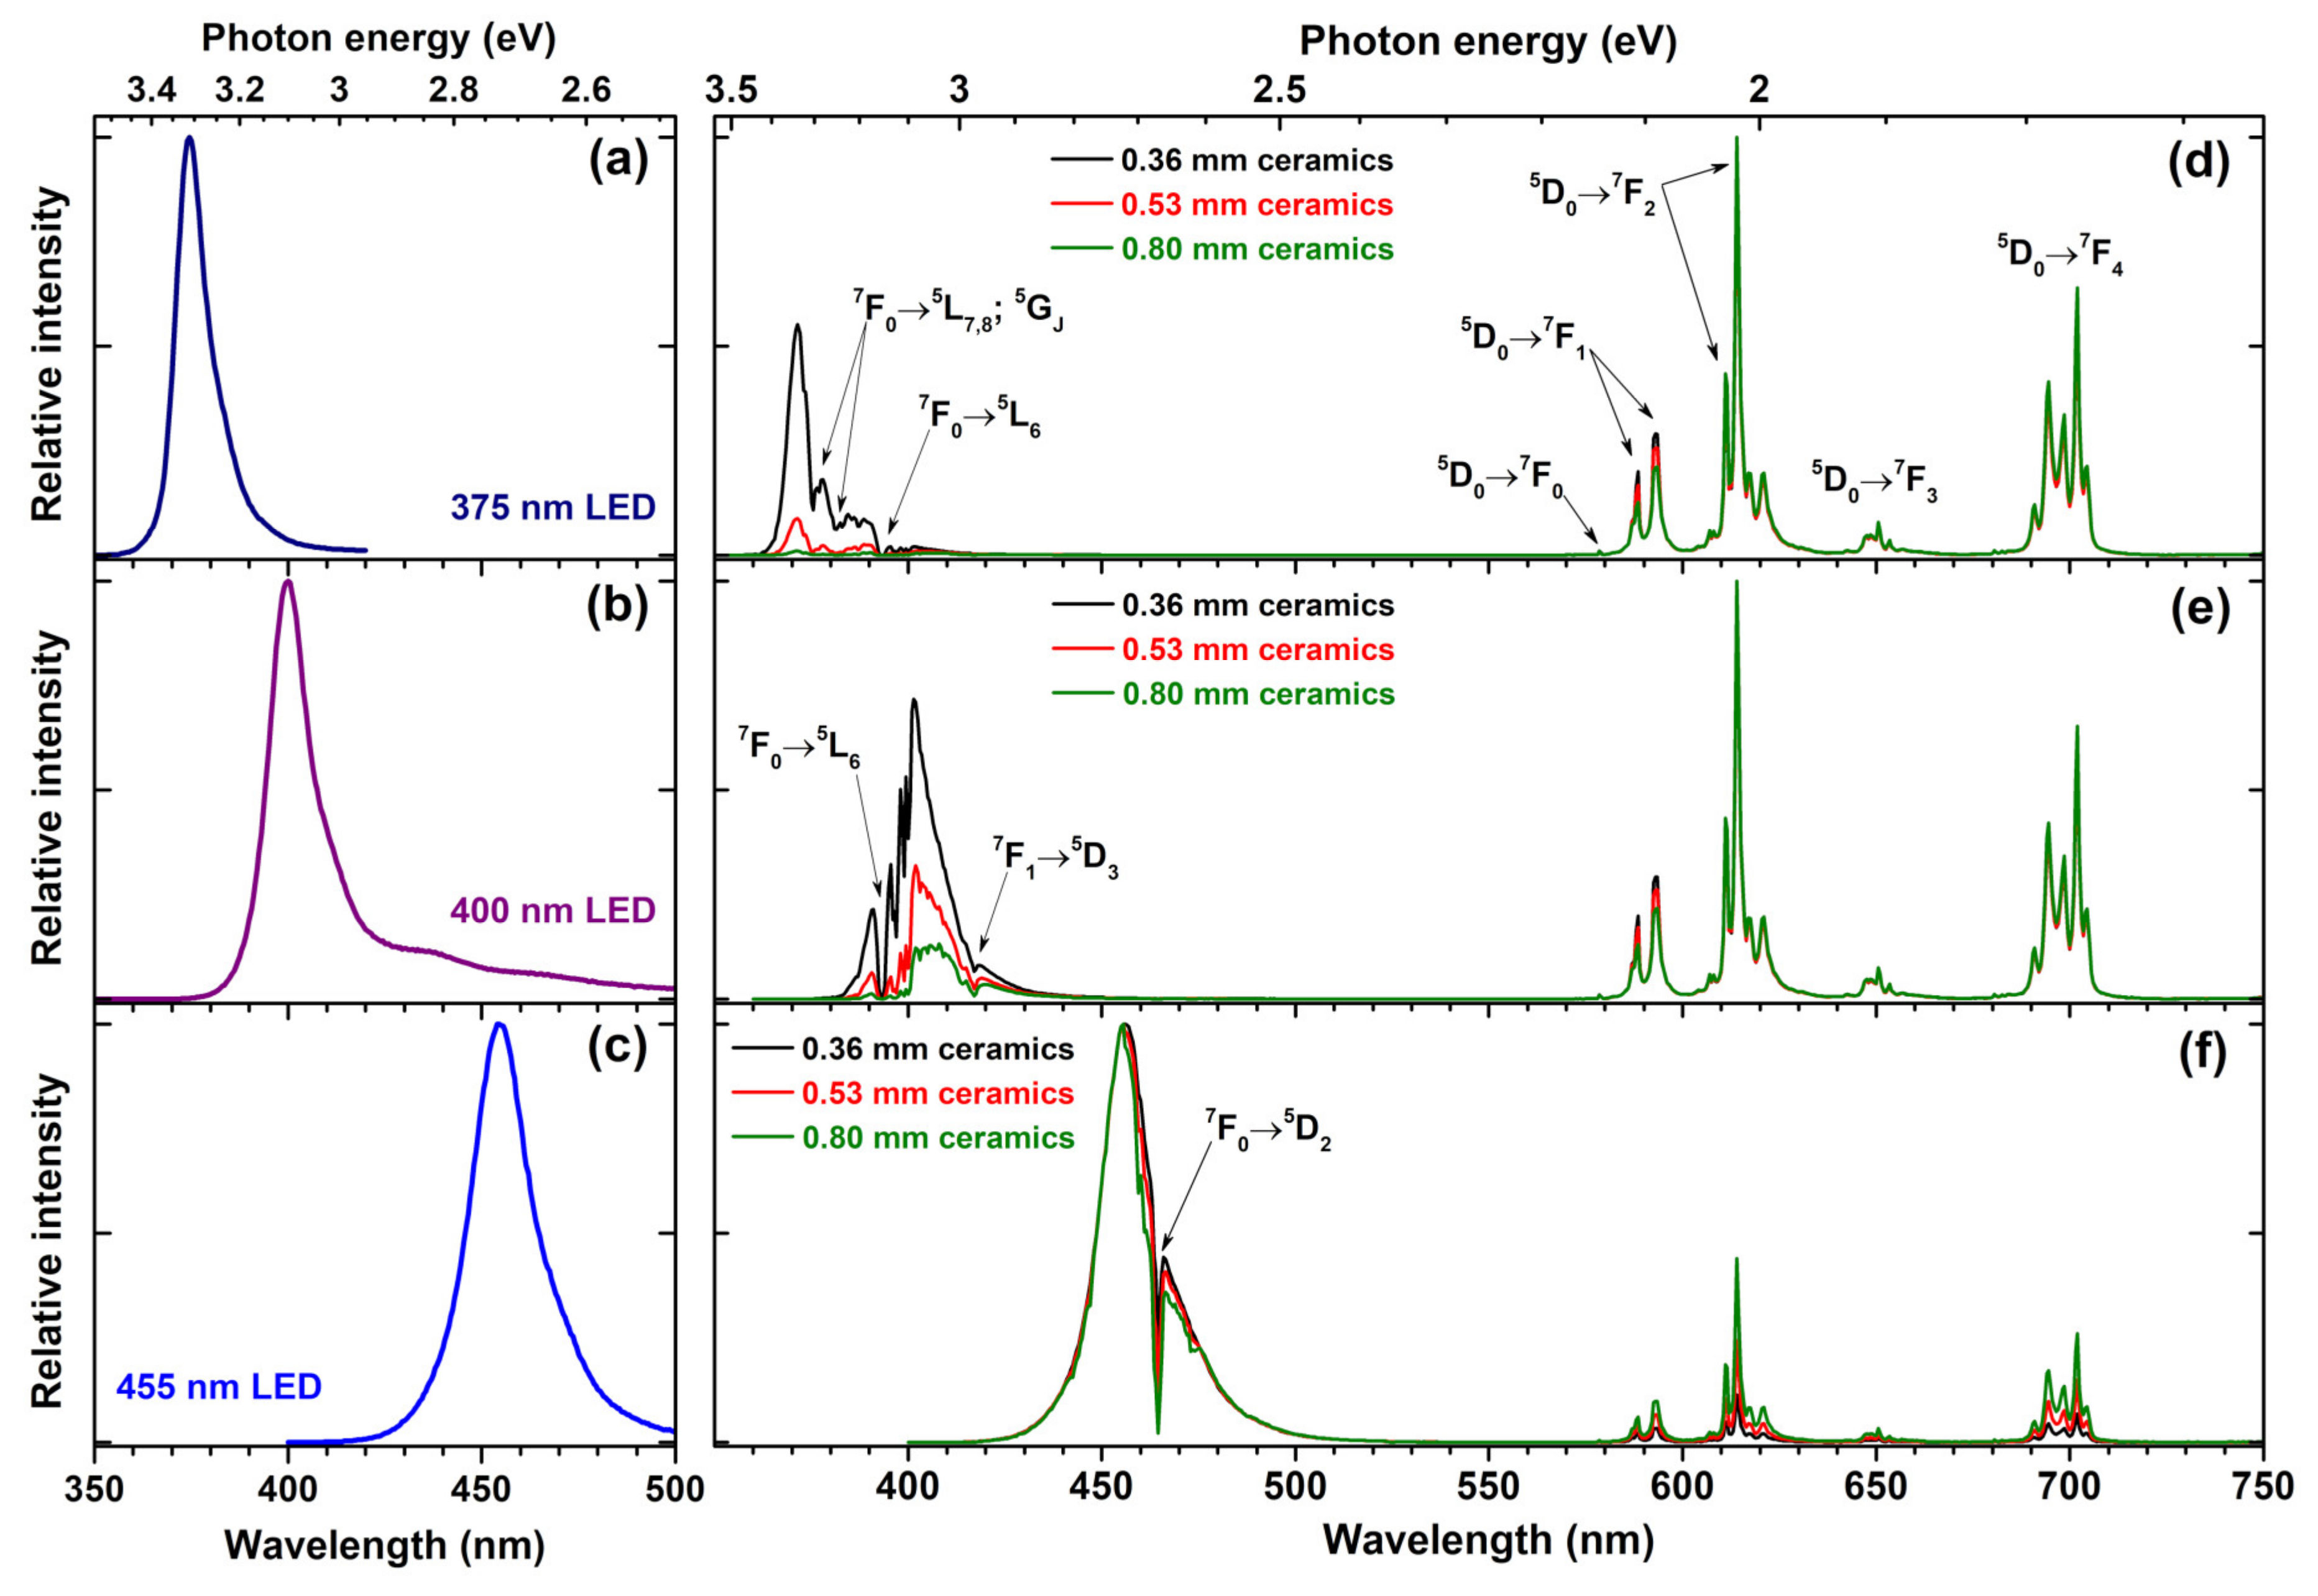 Photon energy (eV)
3.4 3.2 3 2.8 2.6
Relative intensity
(a)
375 nm LED
Relative intensity
(b)
400 nm LED
Relative intensity
(c)
455 nm LED
350 400 450 500
Wavelength (nm)
Photon energy (eV)
3.5 3 2.5 2
(d)
0.36 mm ceramics
0.53 mm ceramics
0.80 mm ceramics
⁷F₀→⁵L₇,₈; ⁵G_J
⁷F₀→⁵L₆
⁵D₀→⁷F₀
⁵D₀→⁷F₁
⁵D₀→⁷F₂
⁵D₀→⁷F₃
⁵D₀→⁷F₄
(e)
0.36 mm ceramics
0.53 mm ceramics
0.80 mm ceramics
⁷F₀→⁵L₆
⁷F₁→⁵D₃
(f)
0.36 mm ceramics
0.53 mm ceramics
0.80 mm ceramics
⁷F₀→⁵D₂
400 450 500 550 600 650 700 750
Wavelength (nm)